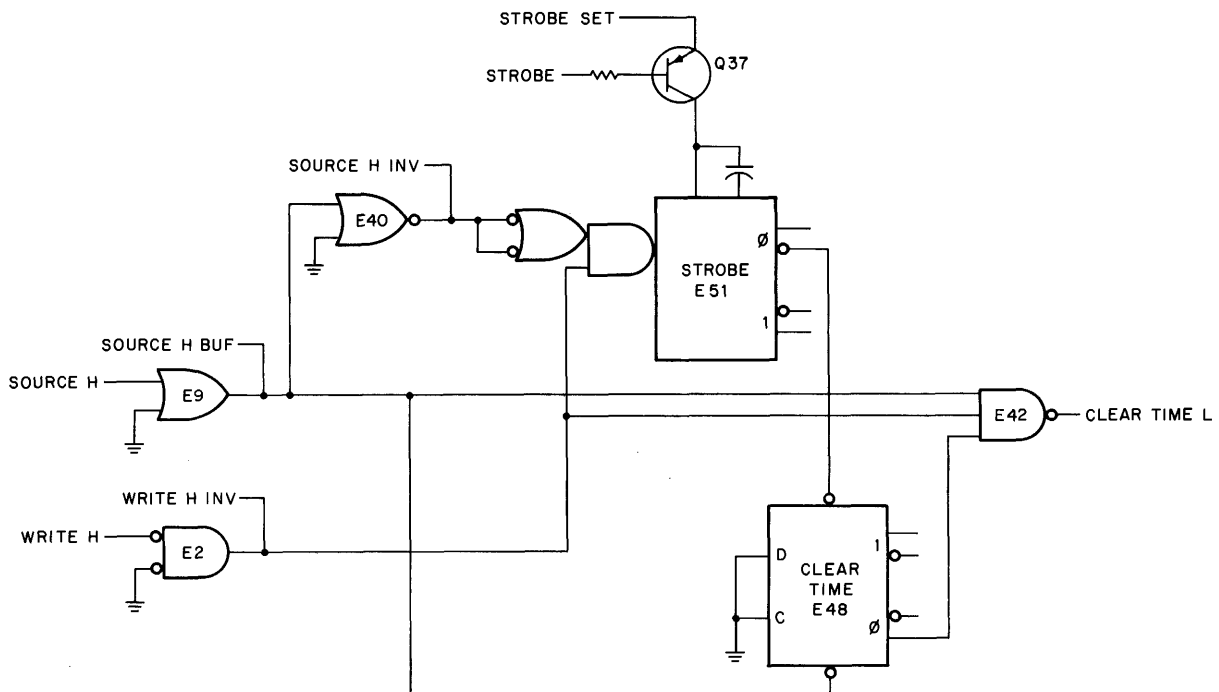 STROBE SET
Q37
STROBE
SOURCE H INV
E40
Ø
STROBE
E51
1
SOURCE H BUF
SOURCE H
E9
E42
CLEAR TIME L
WRITE H INV
WRITE H
E2
D
1
CLEAR
TIME
E48
C
Ø